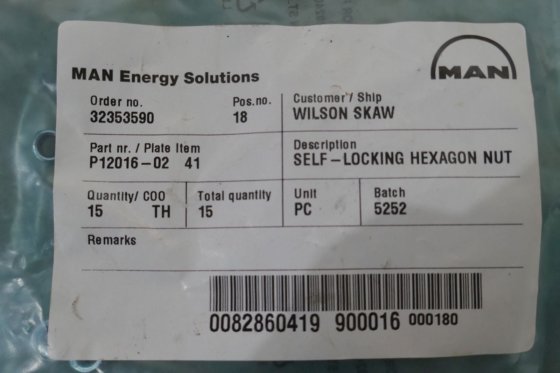 MAN Energy Solutions
MAN
Order no. Pos.no. Customer / Ship
32353590 18 WILSON SKAW
Part nr. / Plate Item Description
P12016-02 41 SELF-LOCKING HEXAGON NUT
Quantity/ COO Total quantity Unit Batch
15 TH 15 PC 5252
Remarks
0082860419 900016 000180